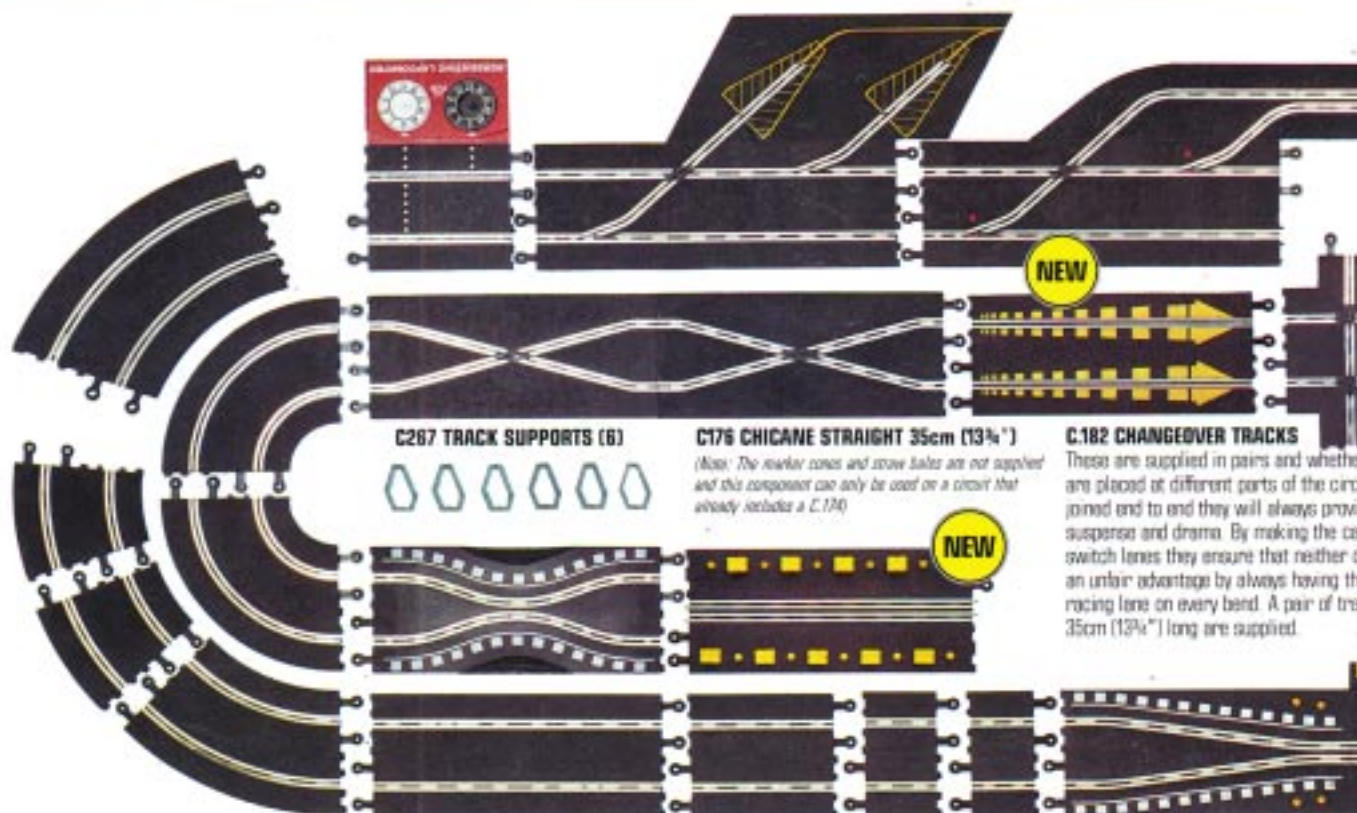 NEW
C267 TRACK SUPPORTS (6)
C176 CHICANE STRAIGHT 35cm (13¾")
(Note: The marker cones and straw bales are not supplied
and this component can only be used on a circuit that
already includes a C.174)
C.182 CHANGEOVER TRACKS
These are supplied in pairs and whethe
are placed at different parts of the circ
joined end to end they will always provi
suspense and drama. By making the ca
switch lanes they ensure that neither c
an unfair advantage by always having th
racing lane on every bend. A pair of tra
35cm (13¾") long are supplied.
NEW